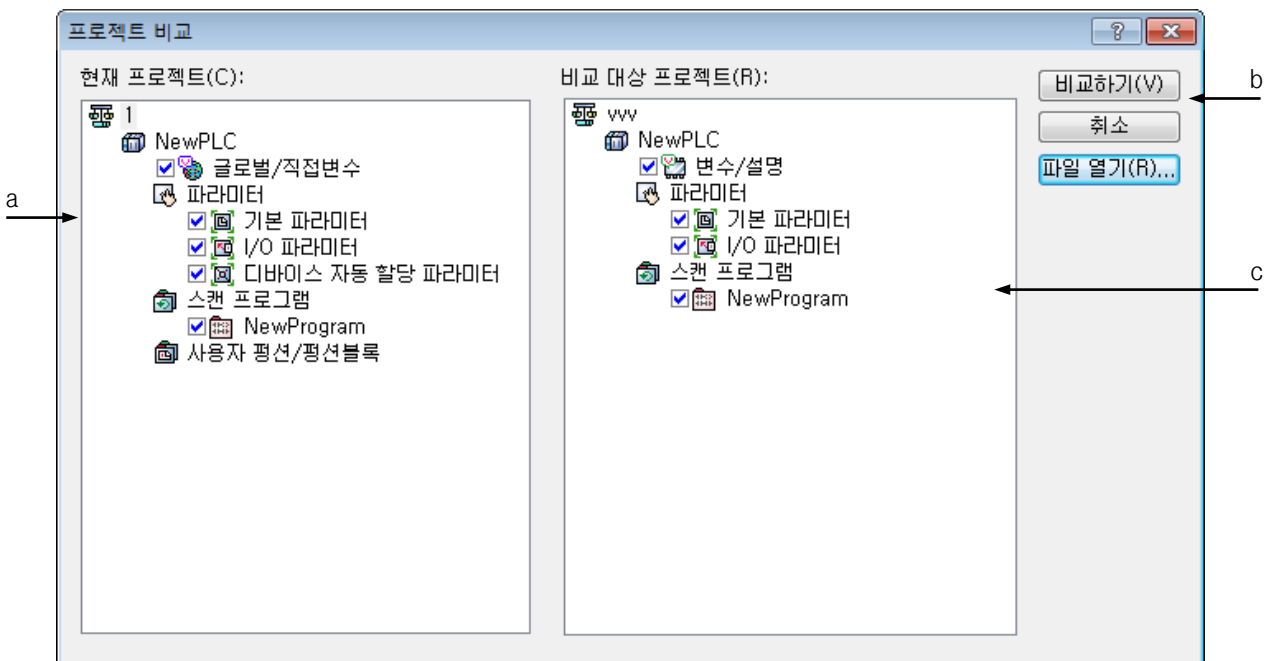 프로젝트 비교
현재 프로젝트(C):
1
NewPLC
글로벌/직접변수
파라미터
기본 파라미터
I/O 파라미터
디바이스 자동 할당 파라미터
스캔 프로그램
NewProgram
사용자 펑션/펑션블록
비교 대상 프로젝트(R):
vvv
NewPLC
변수/설명
파라미터
기본 파라미터
I/O 파라미터
스캔 프로그램
NewProgram
비교하기(V)
취소
파일 열기(R)...
a
b
c